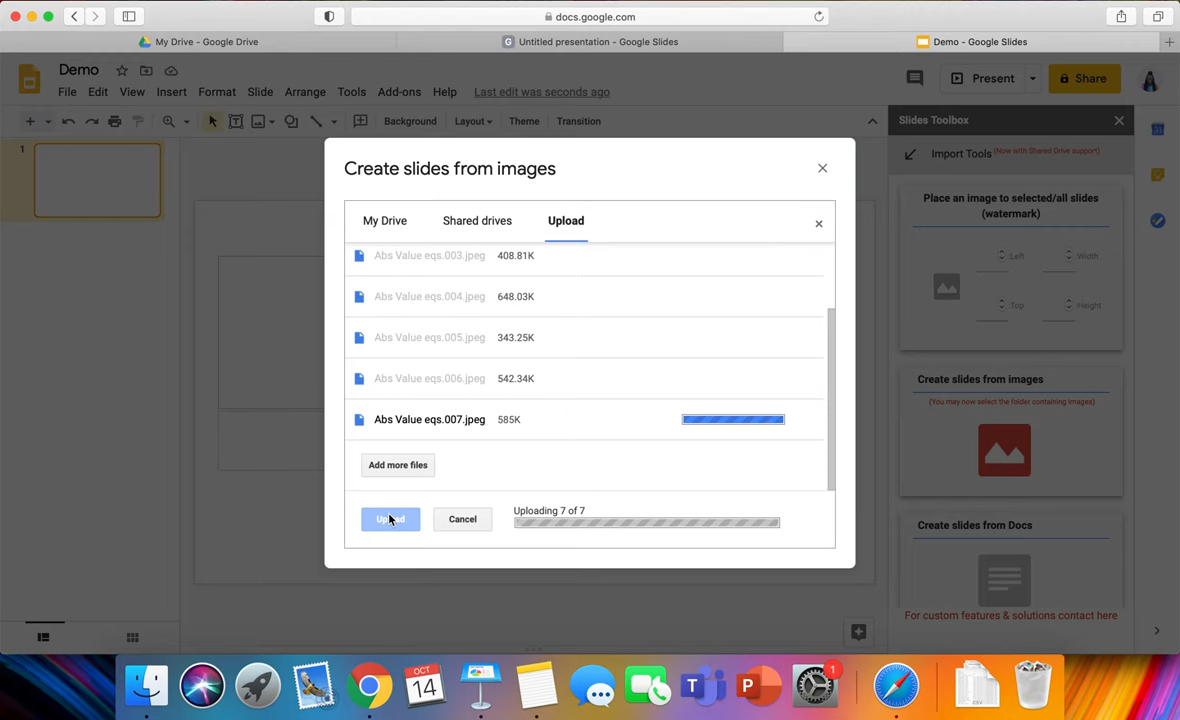 docs.google.com
My Drive - Google Drive
G Untitled presentation - Google Slides
Demo - Google Slides
Demo
Present
Share
File Edit View Insert Format Slide Arrange Tools Add-ons Help Last edit was seconds ago
Background Layout Theme Transition
Slides Toolbox
1
Import Tools (Now with Shared Drive support)
Place an image to selected/all slides
(watermark)
Left Width
Top Height
Create slides from images
(You may now select the folder containing images)
Create slides from Docs
For custom features & solutions contact here
Create slides from images
My Drive Shared drives Upload
Abs Value eqs.003.jpeg 408.81K
Abs Value eqs.004.jpeg 648.03K
Abs Value eqs.005.jpeg 343.25K
Abs Value eqs.006.jpeg 542.34K
Abs Value eqs.007.jpeg 585K
Add more files
Upload Cancel Uploading 7 of 7
OCT
14
T
P
1
CSV